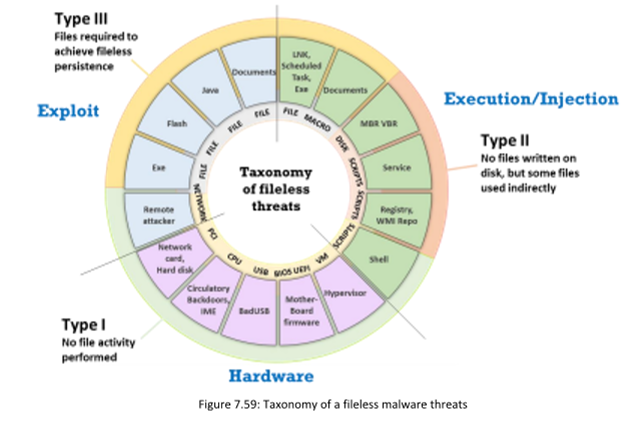 Type III
Files required to
achieve fileless
persistence
Exploit
Execution/Injection
Type II
No files written on
disk, but some files
used indirectly
Type I
No file activity
performed
Hardware
Taxonomy
of fileless
threats
Documents
LNK,
Scheduled
Task,
Exe
Documents
MBR VBR
Service
Registry,
WMI Repo
Shell
Hypervisor
Mother-
Board
firmware
BadUSB
Circulatory
Backdoors,
IME
Network
card,
Hard disk
Remote
attacker
Exe
Flash
Java
FILE
MACRO
DISK
SCRIPTS
SCRIPTS
SCRIPTS
VM
BIOS UEFI
USB
CPU
PCI
NETWORK
FILE
FILE
FILE
FILE
Figure 7.59: Taxonomy of a fileless malware threats